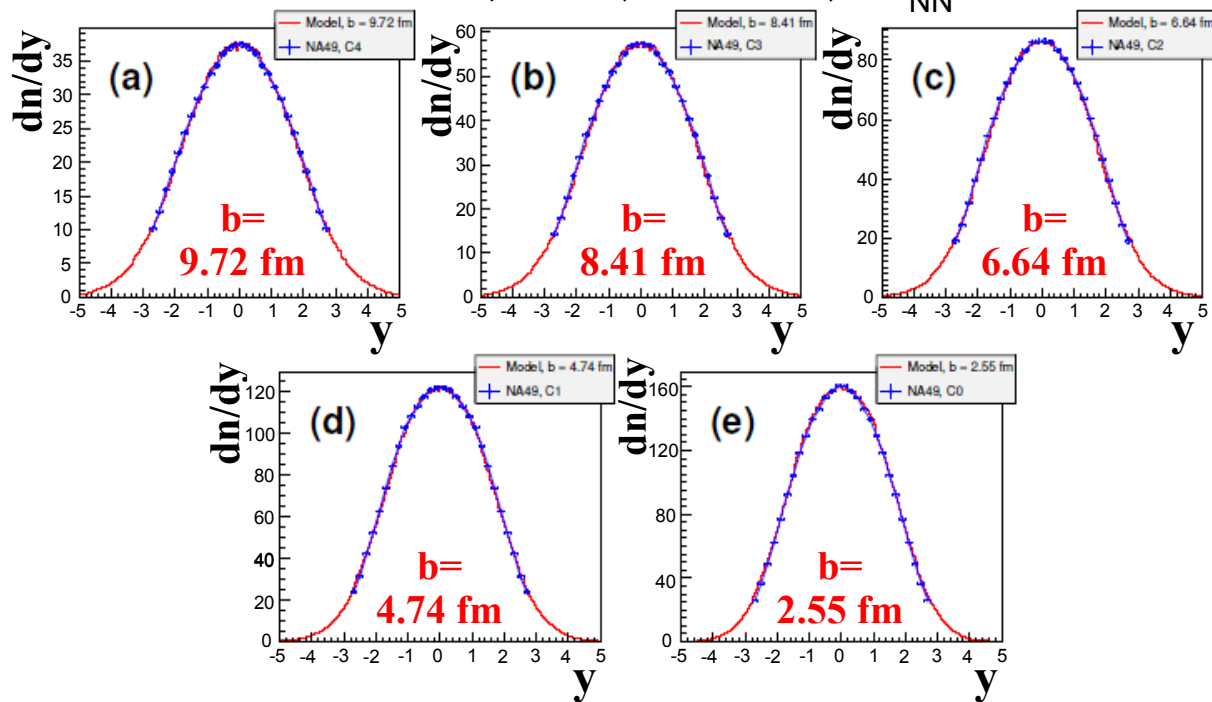 NN
Model, b = 9.72 fm
NA49, C4
(a)
dn/dy
35
30
25
20
15
10
5
0
b=
9.72 fm
-5 -4 -3 -2 -1 0 1 2 3 4 5
y
Model, b = 8.41 fm
NA49, C3
(b)
dn/dy
60
50
40
30
20
10
0
b=
8.41 fm
-5 -4 -3 -2 -1 0 1 2 3 4 5
y
Model, b = 6.64 fm
NA49, C2
(c)
dn/dy
80
60
40
20
0
b=
6.64 fm
-5 -4 -3 -2 -1 0 1 2 3 4 5
y
Model, b = 4.74 fm
NA49, C1
(d)
dn/dy
120
100
80
60
40
20
0
b=
4.74 fm
-5 -4 -3 -2 -1 0 1 2 3 4 5
y
Model, b = 2.55 fm
NA49, C0
(e)
dn/dy
160
120
80
40
0
b=
2.55 fm
-5 -4 -3 -2 -1 0 1 2 3 4 5
y